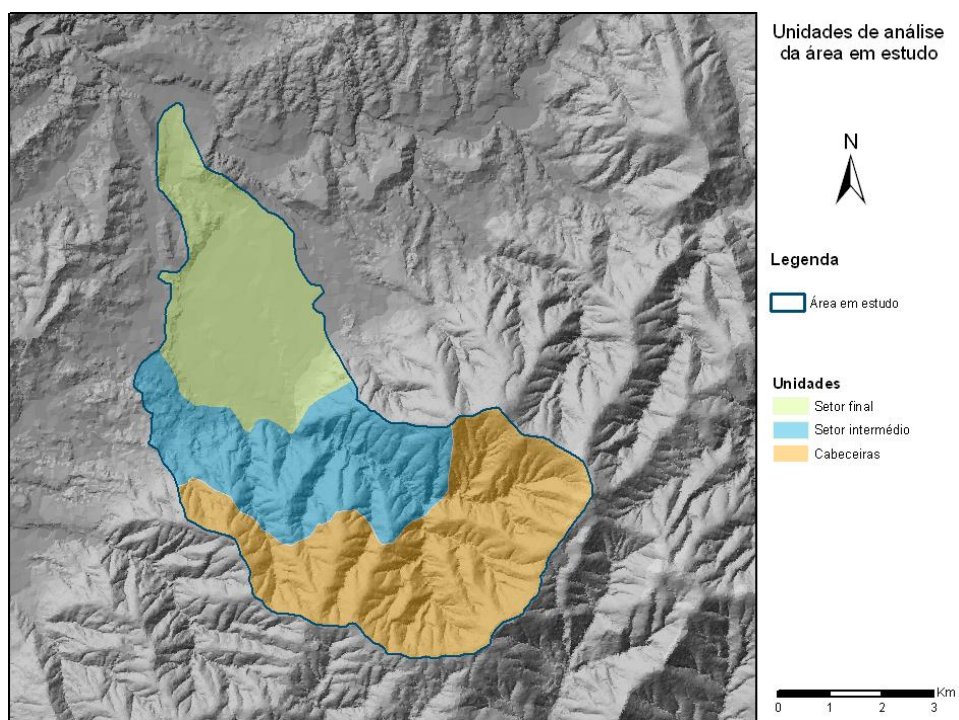 Unidades de análise
da área em estudo
N
Legenda
Área em estudo
Unidades
Setor final
Setor intermédio
Cabeceiras
Km
0 1 2 3